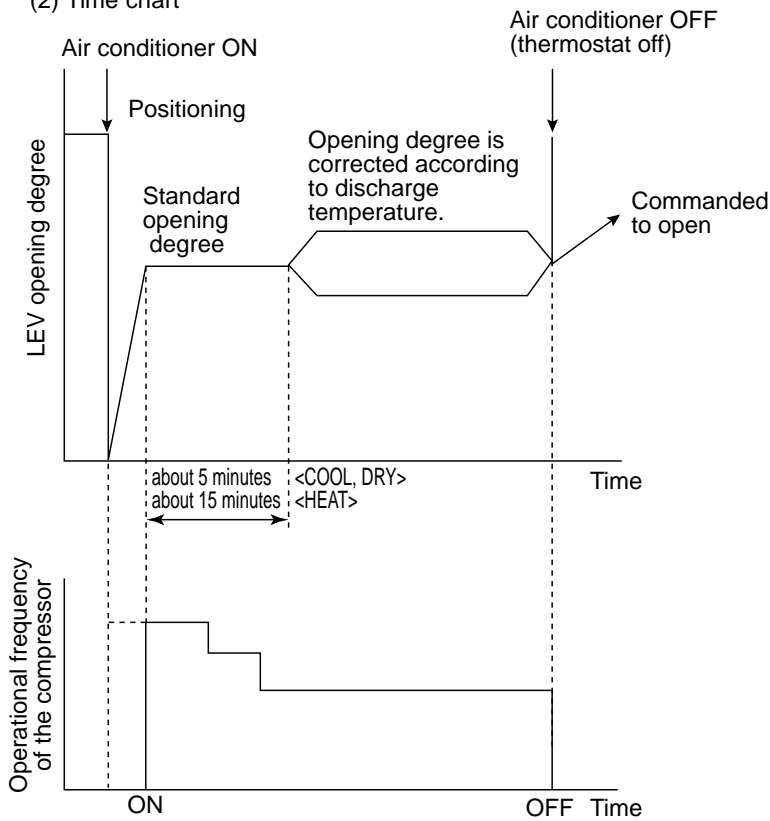 (2) Time chart
Air conditioner OFF
(thermostat off)
Air conditioner ON
Positioning
Opening degree is
corrected according
to discharge
temperature.
Standard
opening
degree
Commanded
to open
LEV opening degree
about 5 minutes <COOL, DRY>
about 15 minutes <HEAT>
Time
Operational frequency
of the compressor
ON
OFF Time